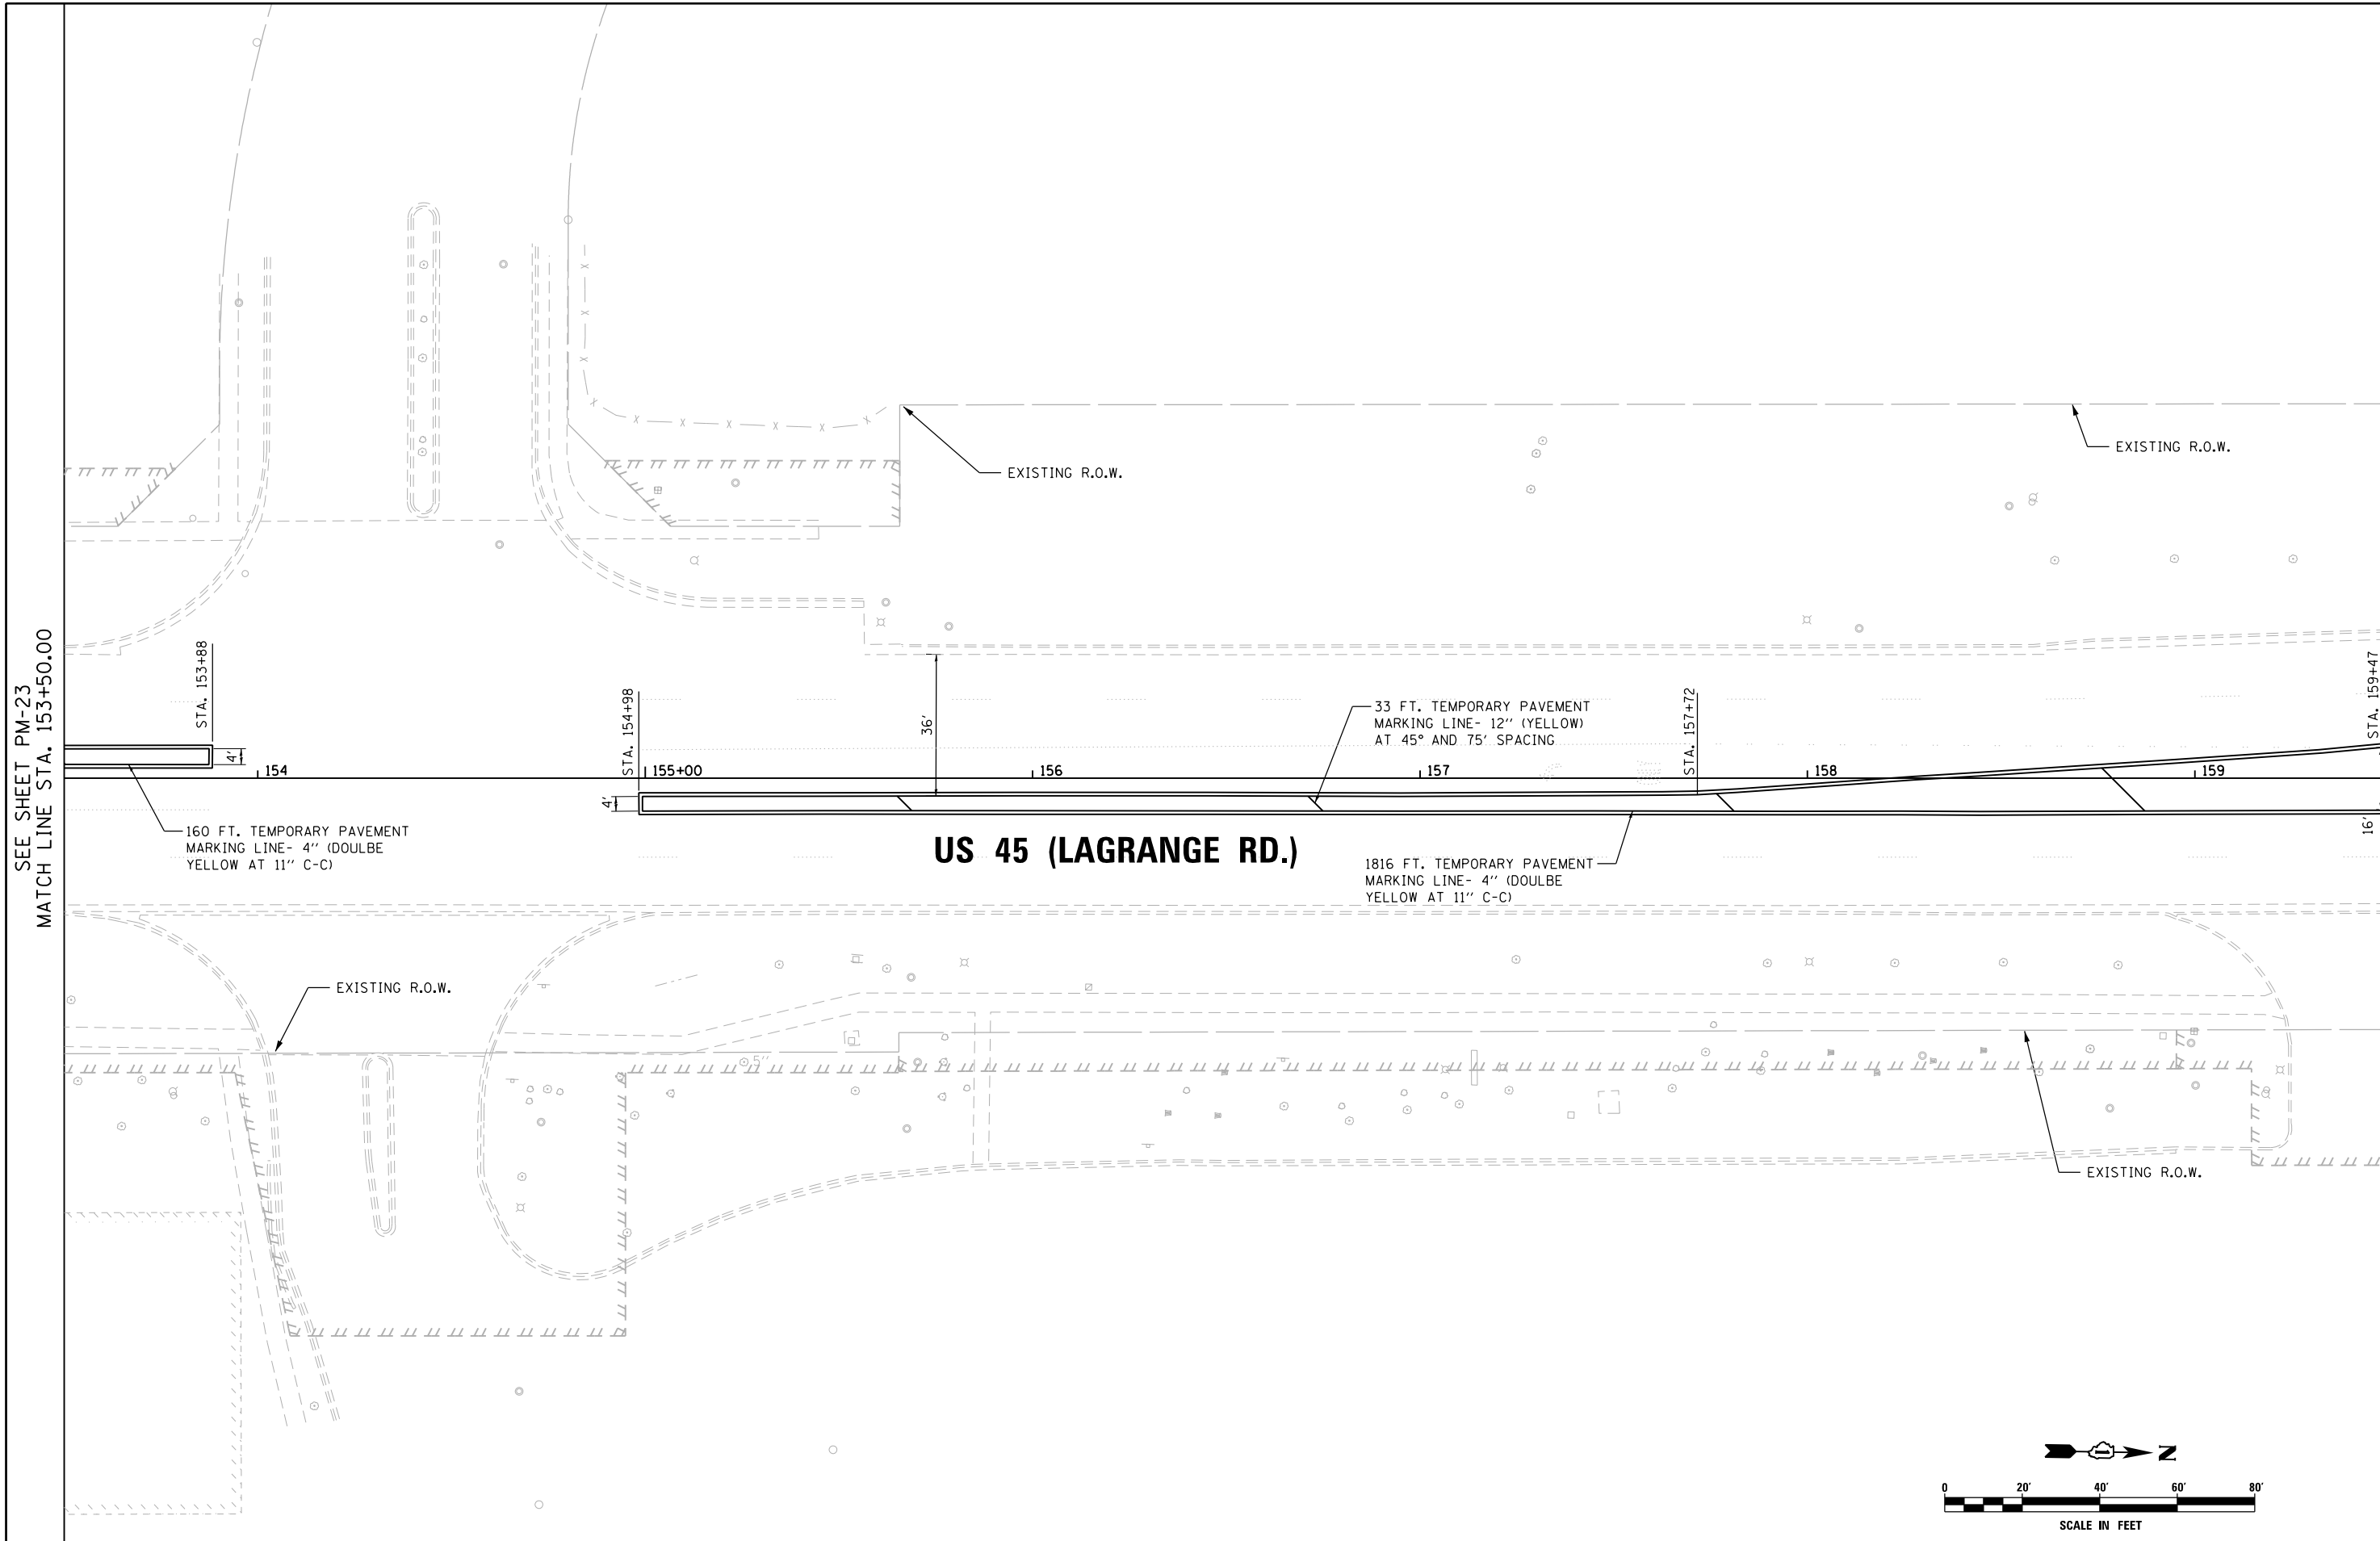 EXISTING R.O.W.
EXISTING R.O.W.
SEE SHEET PM-23
MATCH LINE STA. 153+50.00
STA. 153+88
STA. 154+98
36'
33 FT. TEMPORARY PAVEMENT
MARKING LINE- 12'' (YELLOW)
AT 45° AND 75' SPACING
STA. 157+72
STA. 159+47
4'
154
155+00
156
157
158
159
4'
16'
160 FT. TEMPORARY PAVEMENT
MARKING LINE- 4'' (DOULBE
YELLOW AT 11'' C-C)
US 45 (LAGRANGE RD.)
1816 FT. TEMPORARY PAVEMENT
MARKING LINE- 4'' (DOULBE
YELLOW AT 11'' C-C)
EXISTING R.O.W.
5''
EXISTING R.O.W.
N
0 20' 40' 60' 80'
SCALE IN FEET